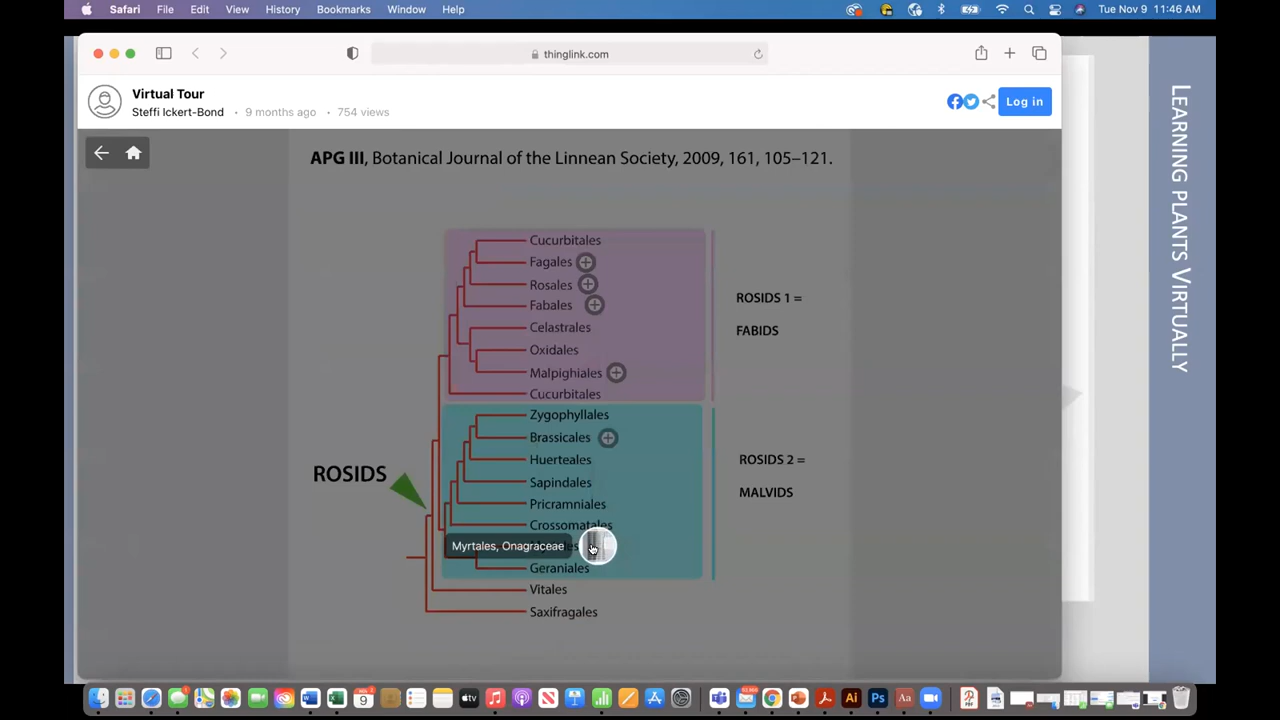 Safari File Edit View History Bookmarks Window Help Tue Nov 9 11:46 AM
thinglink.com
Virtual Tour
Steffi Ickert-Bond • 9 months ago • 754 views
Log in
APG III, Botanical Journal of the Linnean Society, 2009, 161, 105–121.
Cucurbitales
Fagales
Rosales
Fabales
Celastrales
Oxidales
Malpighiales
Cucurbitales
ROSIDS 1 =
FABIDS
Zygophyllales
Brassicales
Huerteales
Sapindales
Pricramniales
Crossomatales
Myrtales, Onagraceae
Geraniales
ROSIDS 2 =
MALVIDS
ROSIDS
Vitales
Saxifragales
LEARNING PLANTS VIRTUALLY